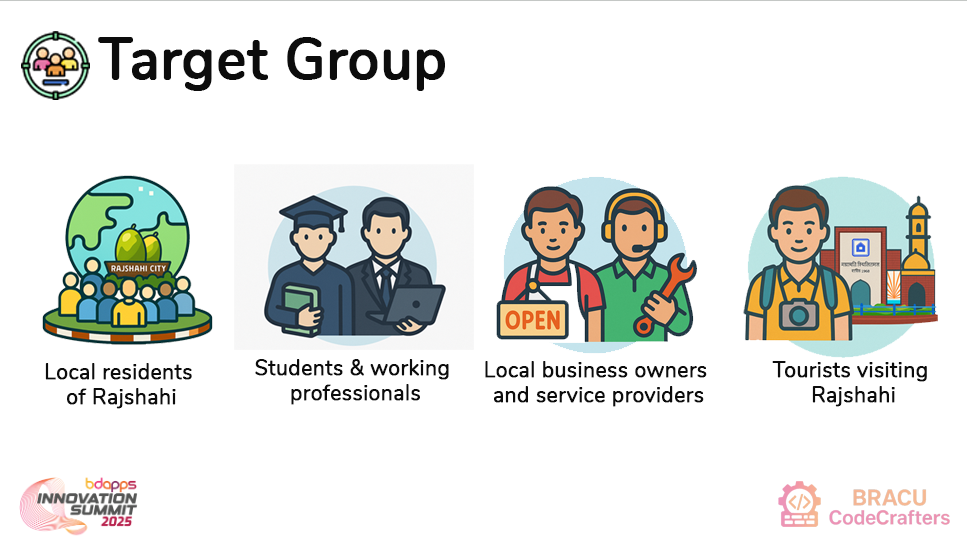 Target Group
RAJSHAHI CITY
OPEN
Local residents
of Rajshahi
Students & working
professionals
Local business owners
and service providers
Tourists visiting
Rajshahi
bdapps
INNOVATION
SUMMIT
2025
BRACU
CodeCrafters